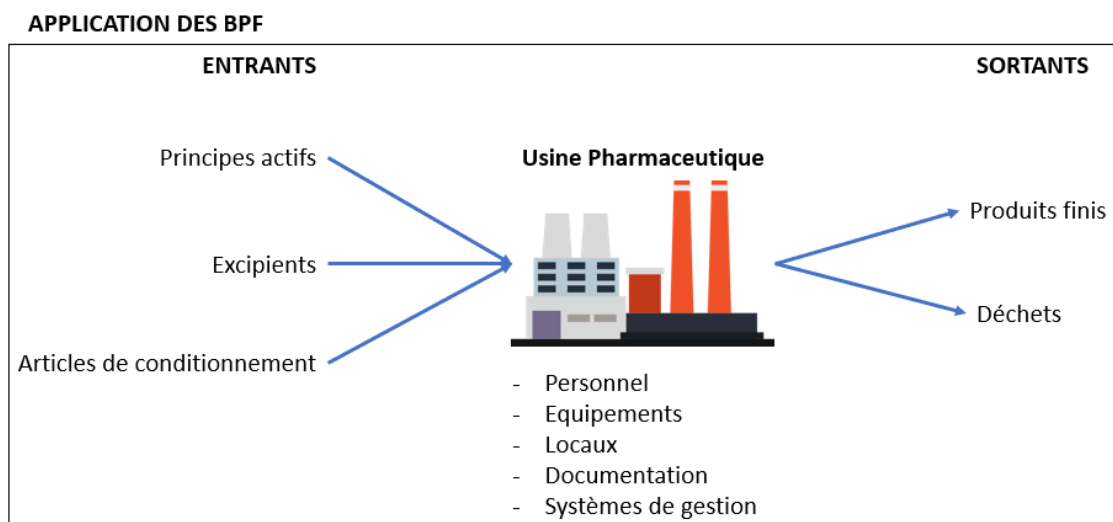 APPLICATION DES BPF
ENTRANTS
SORTANTS
Principes actifs
Usine Pharmaceutique
Produits finis
Excipients
Déchets
Articles de conditionnement
- Personnel
- Equipements
- Locaux
- Documentation
- Systèmes de gestion